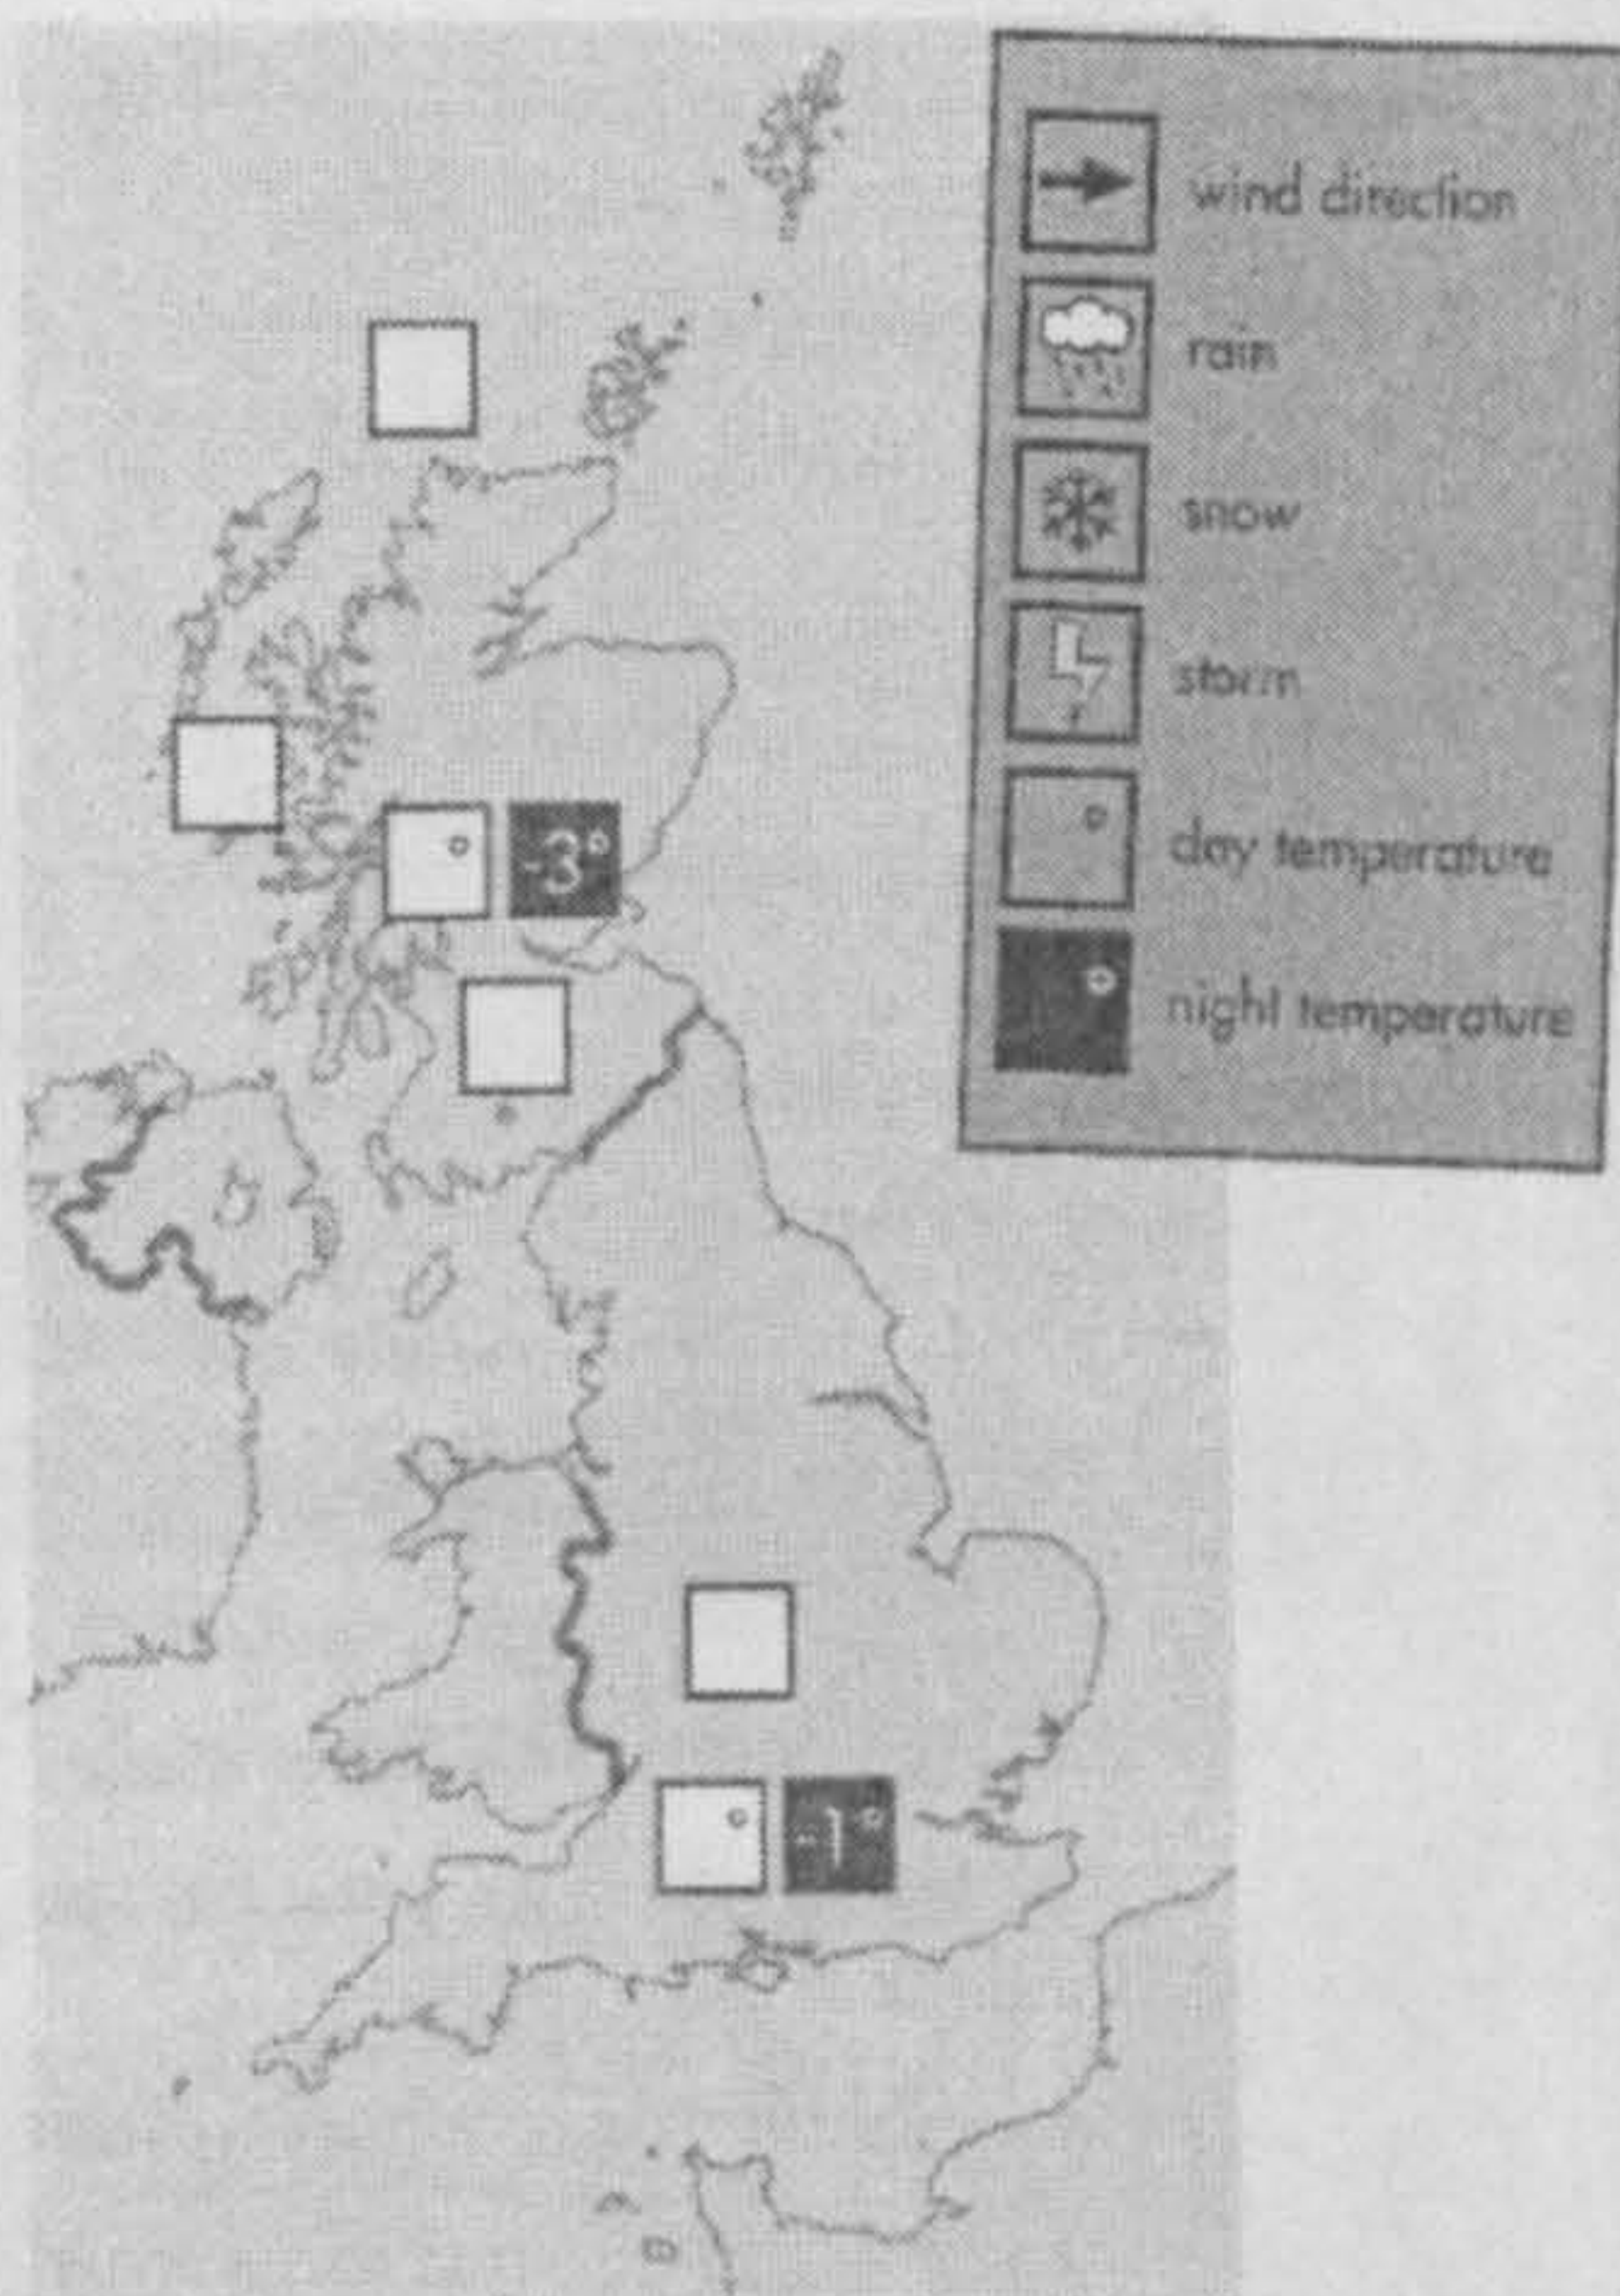 wind direction
rain
snow
storm
°
day temperature
°
night temperature
° -3°
° -1°